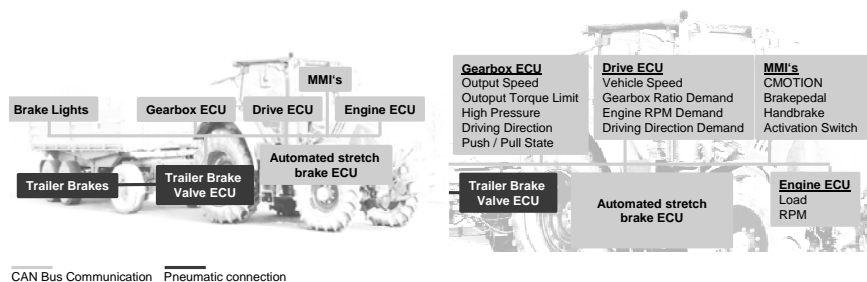 MMI's
Brake Lights
Gearbox ECU
Drive ECU
Engine ECU
Automated stretch
brake ECU
Trailer Brakes
Trailer Brake
Valve ECU
CAN Bus Communication
Pneumatic connection
Gearbox ECU
Output Speed
Outoput Torque Limit
High Pressure
Driving Direction
Push / Pull State
Drive ECU
Vehicle Speed
Gearbox Ratio Demand
Engine RPM Demand
Driving Direction Demand
MMI's
CMOTION
Brakepedal
Handbrake
Activation Switch
Trailer Brake
Valve ECU
Automated stretch
brake ECU
Engine ECU
Load
RPM